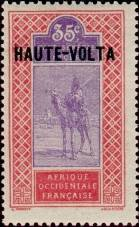 35c
HAUTE-VOLTA
AFRIQUE
OCCIDENTALE
FRANÇAISE